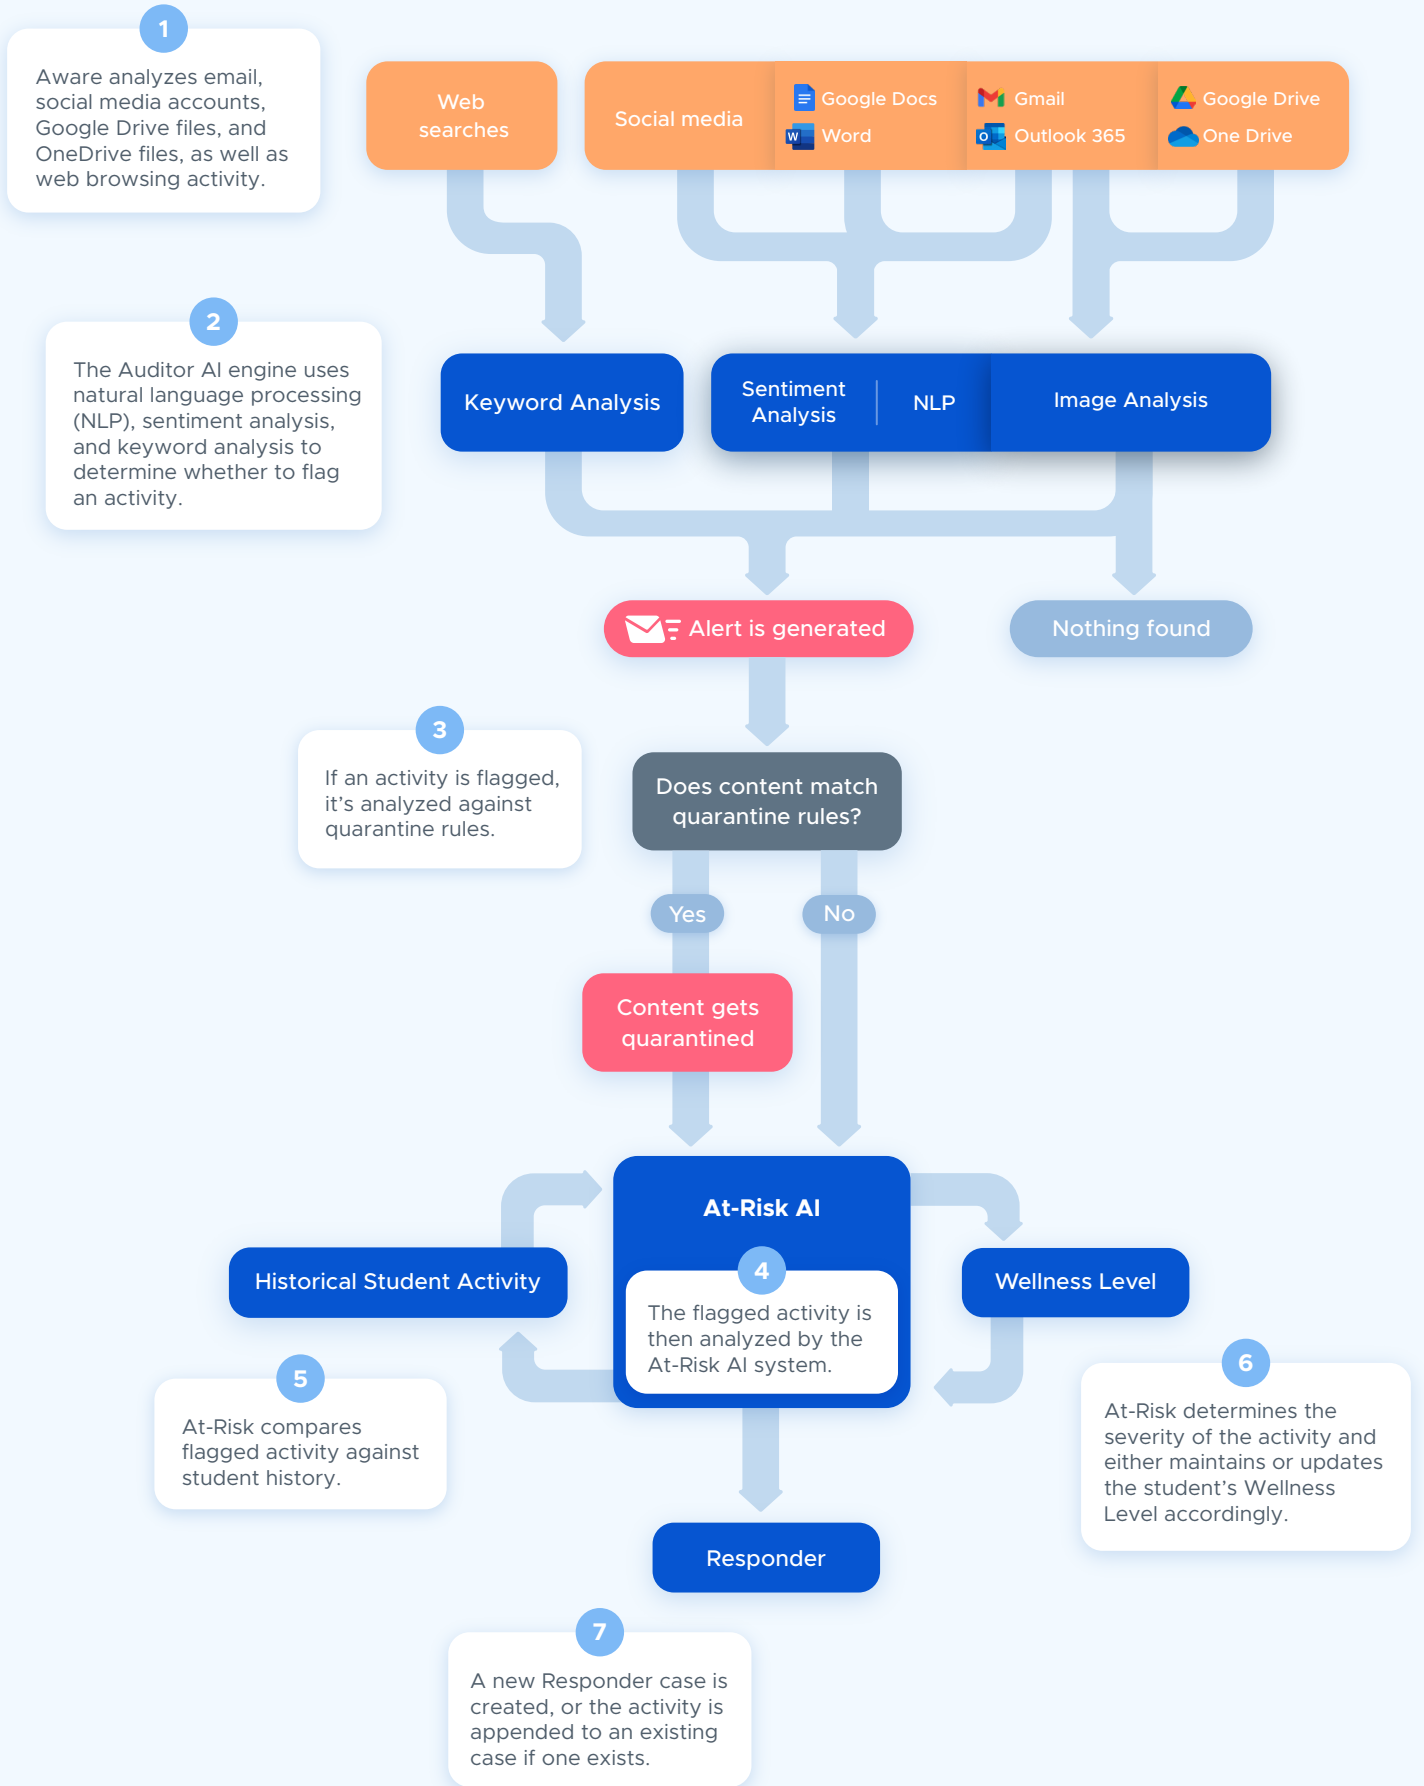 1
Aware analyzes email,
social media accounts,
Google Drive files, and
OneDrive files, as well as
web browsing activity.
Web
searches
Social media
Google Docs
W Word
Gmail
O Outlook 365
Google Drive
One Drive
2
The Auditor AI engine uses
natural language processing
(NLP), sentiment analysis,
and keyword analysis to
determine whether to flag
an activity.
Keyword Analysis
Sentiment
Analysis
NLP
Image Analysis
Alert is generated
Nothing found
3
If an activity is flagged,
it's analyzed against
quarantine rules.
Does content match
quarantine rules?
Yes
No
Content gets
quarantined
At-Risk AI
4
The flagged activity is
then analyzed by the
At-Risk AI system.
Historical Student Activity
Wellness Level
5
At-Risk compares
flagged activity against
student history.
6
At-Risk determines the
severity of the activity and
either maintains or updates
the student's Wellness
Level accordingly.
Responder
7
A new Responder case is
created, or the activity is
appended to an existing
case if one exists.